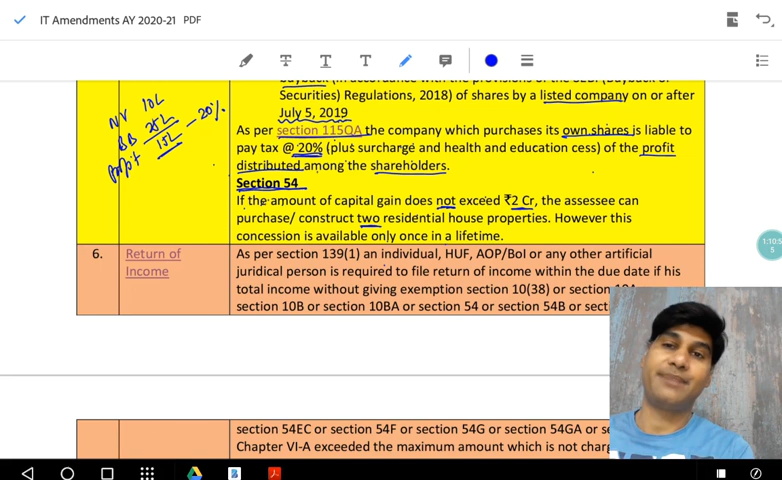 IT Amendments AY 2020-21 PDF
T T T
buyback (in accordance with the provisions of the SEBI (Buyback of
Securities) Regulations, 2018) of shares by a listed company on or after
July 5, 2019
As per section 115QA the company which purchases its own shares is liable to
pay tax @ 20% (plus surcharge and health and education cess) of the profit
distributed among the shareholders.
NV 10L
BB 25L
Profit 15L – 20%
Section 54
If the amount of capital gain does not exceed ₹2 Cr, the assessee can
purchase/ construct two residential house properties. However this
concession is available only once in a lifetime.
6. Return of Income
As per section 139(1) an individual, HUF, AOP/BoI or any other artificial
juridical person is required to file return of income within the due date if his
total income without giving exemption section 10(38) or section
section 10B or section 10BA or section 54 or section 54B or
section 54EC or section 54F or section 54G or section 54GA or
Chapter VI-A exceeded the maximum amount which is not
1:10:5
5